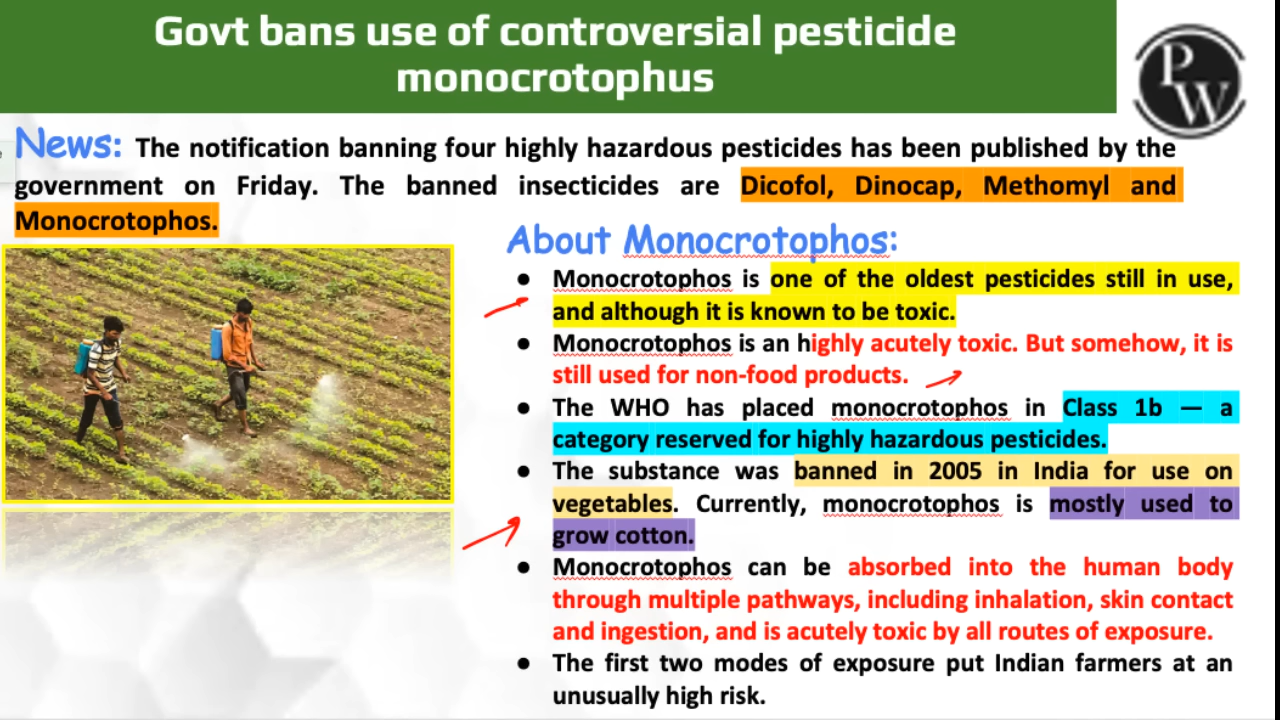 Govt bans use of controversial pesticide
monocrotophus
PW
News: The notification banning four highly hazardous pesticides has been published by the
government on Friday. The banned insecticides are Dicofol, Dinocap, Methomyl and
Monocrotophos.
About Monocrotophos:
● Monocrotophos is one of the oldest pesticides still in use,
and although it is known to be toxic.
● Monocrotophos is an highly acutely toxic. But somehow, it is
still used for non-food products.
● The WHO has placed monocrotophos in Class 1b — a
category reserved for highly hazardous pesticides.
● The substance was banned in 2005 in India for use on
vegetables. Currently, monocrotophos is mostly used to
grow cotton.
● Monocrotophos can be absorbed into the human body
through multiple pathways, including inhalation, skin contact
and ingestion, and is acutely toxic by all routes of exposure.
● The first two modes of exposure put Indian farmers at an
unusually high risk.